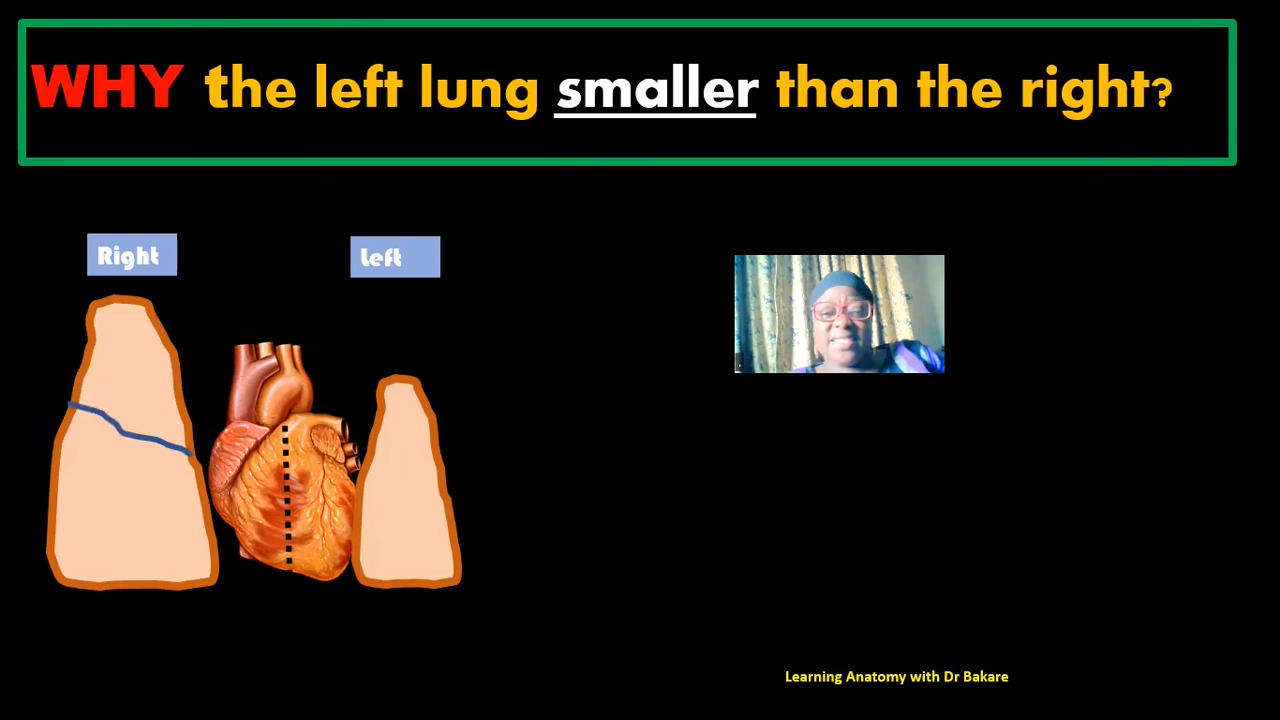 WHY the left lung smaller than the right?
Right
Left
Learning Anatomy with Dr Bakare